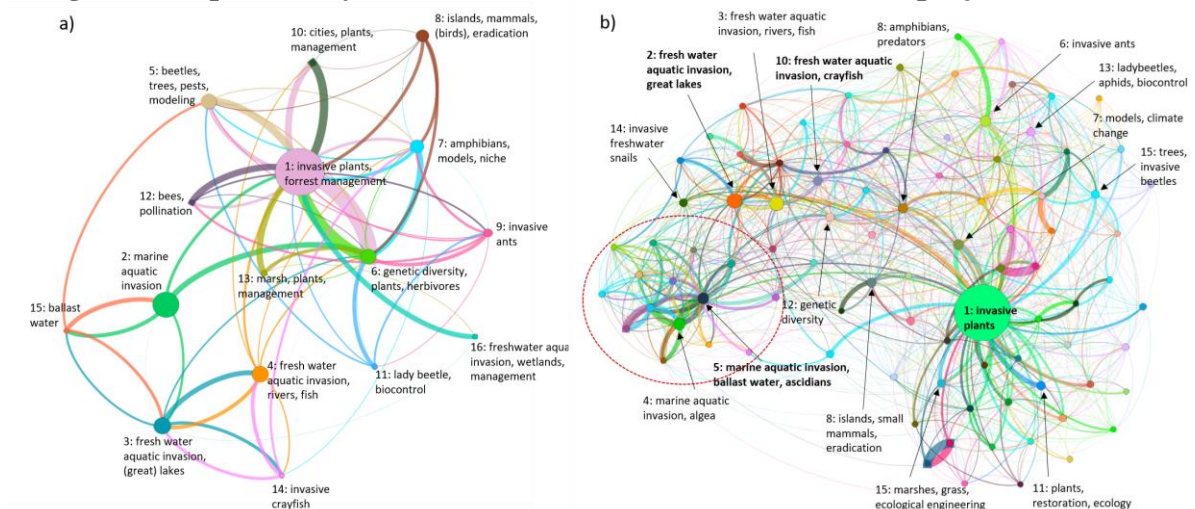 a)
8: islands, mammals,
(birds), eradication
10: cities, plants,
management
5: beetles,
trees, pests,
modeling
7: amphibians,
models, niche
1: invasive plants,
forrest management
12: bees,
pollination
9: invasive
ants
2: marine
aquatic
invasion
6: genetic diversity,
plants, herbivores
13: marsh, plants,
management
15: ballast
water
16: freshwater aqua
invasion, wetlands,
management
11: lady beetle,
biocontrol
4: fresh water
aquatic invasion,
rivers, fish
3: fresh water
aquatic invasion,
(great) lakes
14: invasive
crayfish
b)
3: fresh water aquatic
invasion, rivers, fish
8: amphibians,
predators
6: invasive ants
2: fresh water
aquatic invasion,
great lakes
10: fresh water aquatic
invasion, crayfish
13: ladybeetles,
aphids, biocontrol
7: models, climate
change
14: invasive
freshwater
snails
15: trees,
invasive
beetles
12: genetic
diversity
1: invasive
plants
5: marine aquatic invasion,
ballast water, ascidians
4: marine aquatic
invasion, algea
8: islands, small
mammals,
eradication
15: marshes, grass,
ecological engineering
11: plants,
restoration, ecology